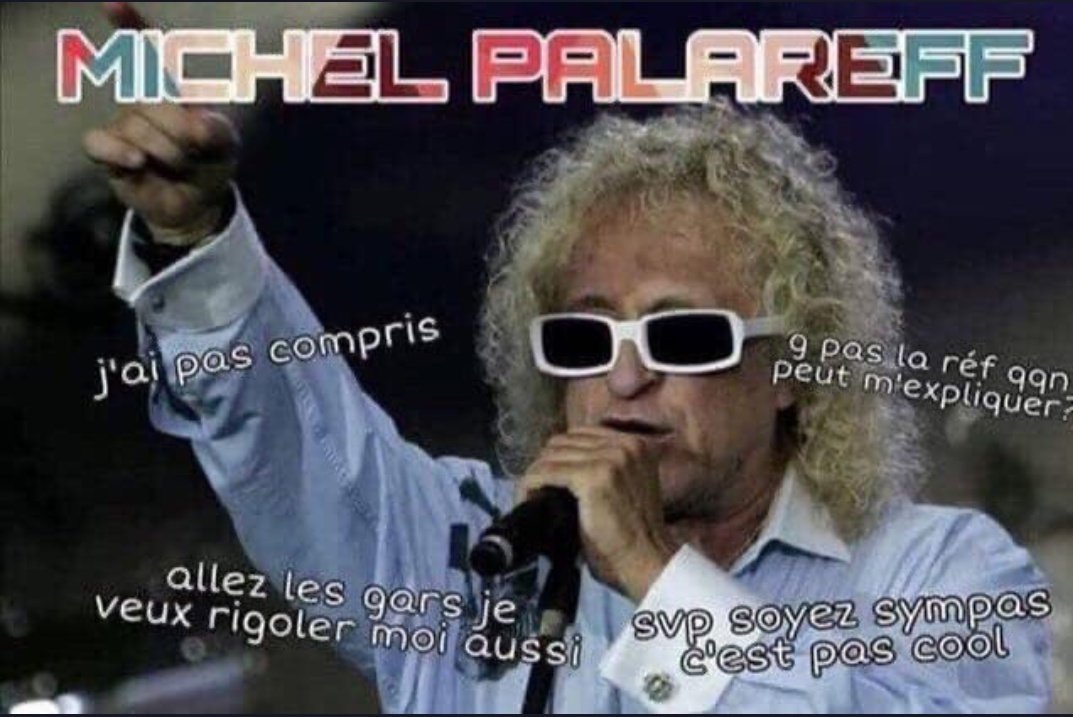 MICHEL PALAREFF
j'ai pas compris
g pas la réf qqn
peut m'expliquer?
allez les gars je
veux rigoler moi aussi
svp soyez sympas
c'est pas cool